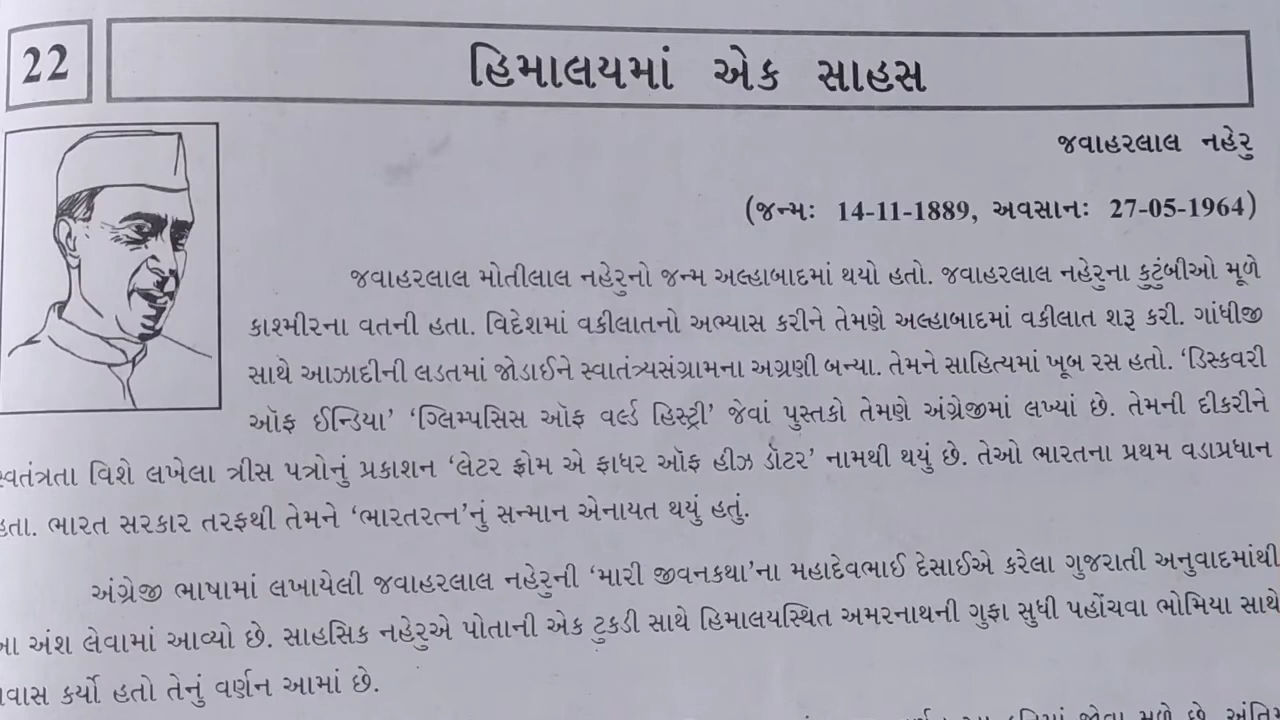 22
હિમાલયમાં એક સાહસ
જવાહરલાલ નહેરુ
(જન્મઃ 14-11-1889, અવસાનઃ 27-05-1964)
જવાહરલાલ મોતીલાલ નહેરુનો જન્મ અલ્હાબાદમાં થયો હતો. જવાહરલાલ નહેરુના કુટુંબીઓ મૂળે
કાશ્મીરના વતની હતા. વિદેશમાં વકીલાતનો અભ્યાસ કરીને તેમણે અલ્હાબાદમાં વકીલાત શરૂ કરી. ગાંધીજી
સાથે આઝાદીની લડતમાં જોડાઈને સ્વાતંત્ર્યસંગ્રામના અગ્રણી બન્યા. તેમને સાહિત્યમાં ખૂબ રસ હતો. ‘ડિસ્કવરી
ઑફ ઈન્ડિયા’ ‘ગ્લિમ્પસિસ ઑફ વર્લ્ડ હિસ્ટ્રી’ જેવાં પુસ્તકો તેમણે અંગ્રેજીમાં લખ્યાં છે. તેમની દીકરીને
સ્વતંત્રતા વિશે લખેલા ત્રીસ પત્રોનું પ્રકાશન ‘લેટર ફ્રોમ એ ફાધર ઑફ હીઝ ડૉટર’ નામથી થયું છે. તેઓ ભારતના પ્રથમ વડાપ્રધાન
હતા. ભારત સરકાર તરફથી તેમને ‘ભારતરત્ન’નું સન્માન એનાયત થયું હતું.
અંગ્રેજી ભાષામાં લખાયેલી જવાહરલાલ નહેરુની ‘મારી જીવનકથા’ના મહાદેવભાઈ દેસાઈએ કરેલા ગુજરાતી અનુવાદમાંથી
આ અંશ લેવામાં આવ્યો છે. સાહસિક નહેરુએ પોતાની એક ટુકડી સાથે હિમાલયસ્થિત અમરનાથની ગુફા સુધી પહોંચવા ભોમિયા સાથે
પ્રવાસ કર્યો હતો તેનું વર્ણન આમાં છે.
જોવા મળે છે. અંતિમ